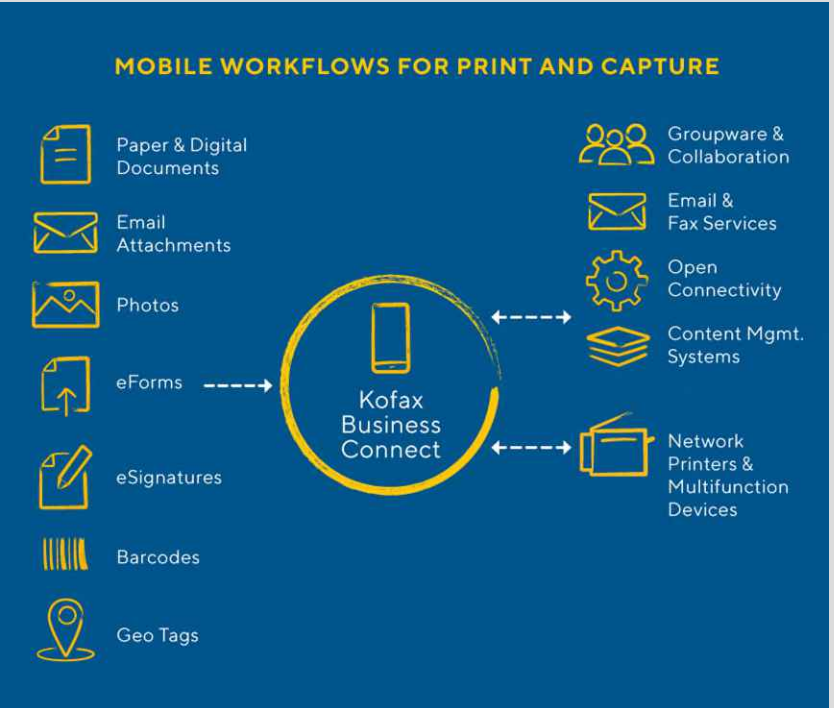 MOBILE WORKFLOWS FOR PRINT AND CAPTURE
Paper & Digital
Documents
Email
Attachments
Photos
eForms
eSignatures
Barcodes
Geo Tags
Kofax
Business
Connect
Groupware &
Collaboration
Email &
Fax Services
Open
Connectivity
Content Mgmt.
Systems
Network
Printers &
Multifunction
Devices